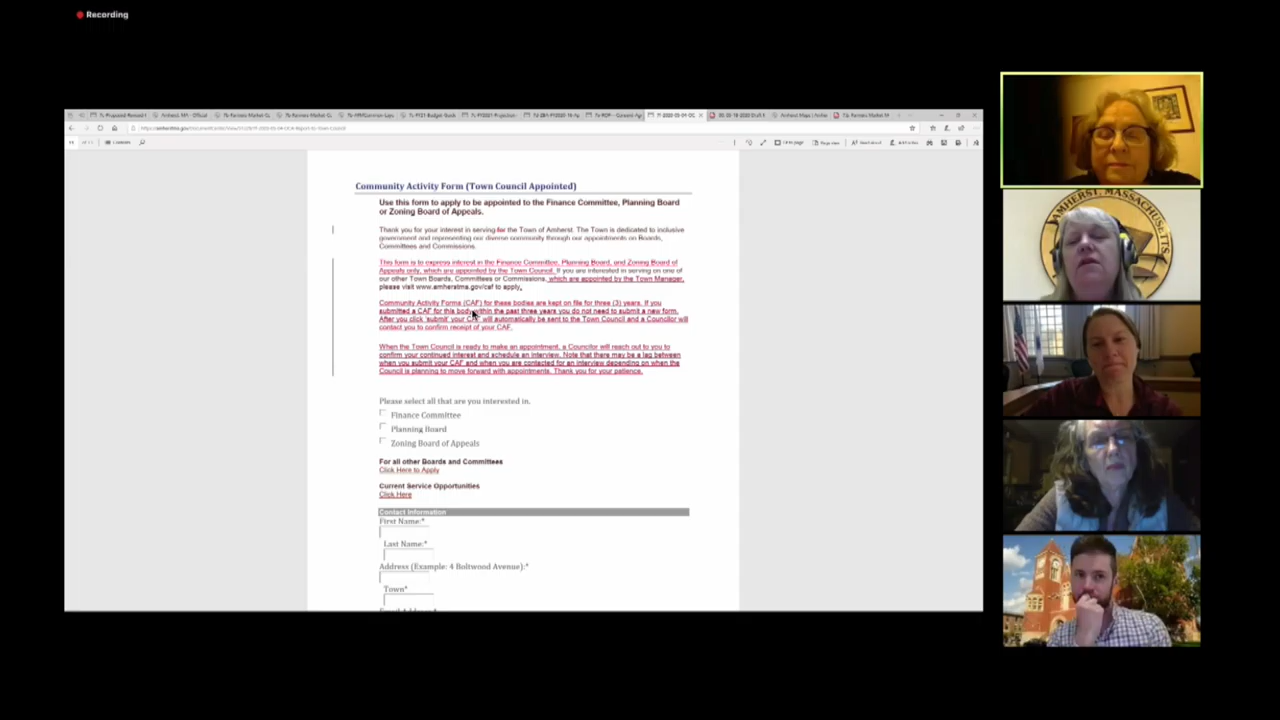 Recording
Community Activity Form (Town Council Appointed)
Use this form to apply to be appointed to the Finance Committee, Planning Board
or Zoning Board of Appeals.
Thank you for your interest in serving for the Town of Amherst. The Town is dedicated to inclusive
government and representing our diverse community through our appointments on Boards,
Committees and Commissions.
This form is to express interest in the Finance Committee, Planning Board, and Zoning Board of
Appeals only, which are appointed by the Town Council. If you are interested in serving on one of
our other Town Boards, Committees or Commissions, which are appointed by the Town Manager,
please visit www.amherstma.gov/caf to apply.
Community Activity Forms (CAF) for these bodies are kept on file for three (3) years. If you
submitted a CAF for this body within the past three years you do not need to submit a new form.
After you click 'submit' your CAF will automatically be sent to the Town Council and a Councilor will
contact you to confirm receipt of your CAF.
When the Town Council is ready to make an appointment, a Councilor will reach out to you to
confirm your continued interest and schedule an interview. Note that there may be a lag between
when you submit your CAF and when you are contacted for an interview depending on when the
Council is planning to move forward with appointments. Thank you for your patience.
Please select all that are you interested in.
Finance Committee
Planning Board
Zoning Board of Appeals
For all other Boards and Committees
Click Here to Apply
Current Service Opportunities
Click Here
Contact Information
First Name:*
Last Name:*
Address (Example: 4 Boltwood Avenue):*
Town*
AMHERST, MASSACHUSETTS